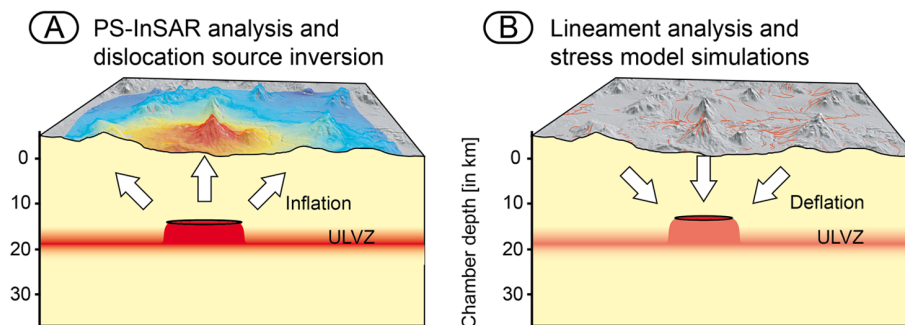 A PS-InSAR analysis and
dislocation source inversion
0
10
20
30
Inflation
ULVZ
B Lineament analysis and
stress model simulations
Chamber depth [in km]
0
10
20
30
Deflation
ULVZ